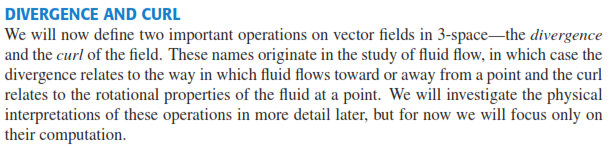 DIVERGENCE AND CURL
We will now define two important operations on vector fields in 3-space—the divergence
and the curl of the field. These names originate in the study of fluid flow, in which case the
divergence relates to the way in which fluid flows toward or away from a point and the curl
relates to the rotational properties of the fluid at a point. We will investigate the physical
interpretations of these operations in more detail later, but for now we will focus only on
their computation.